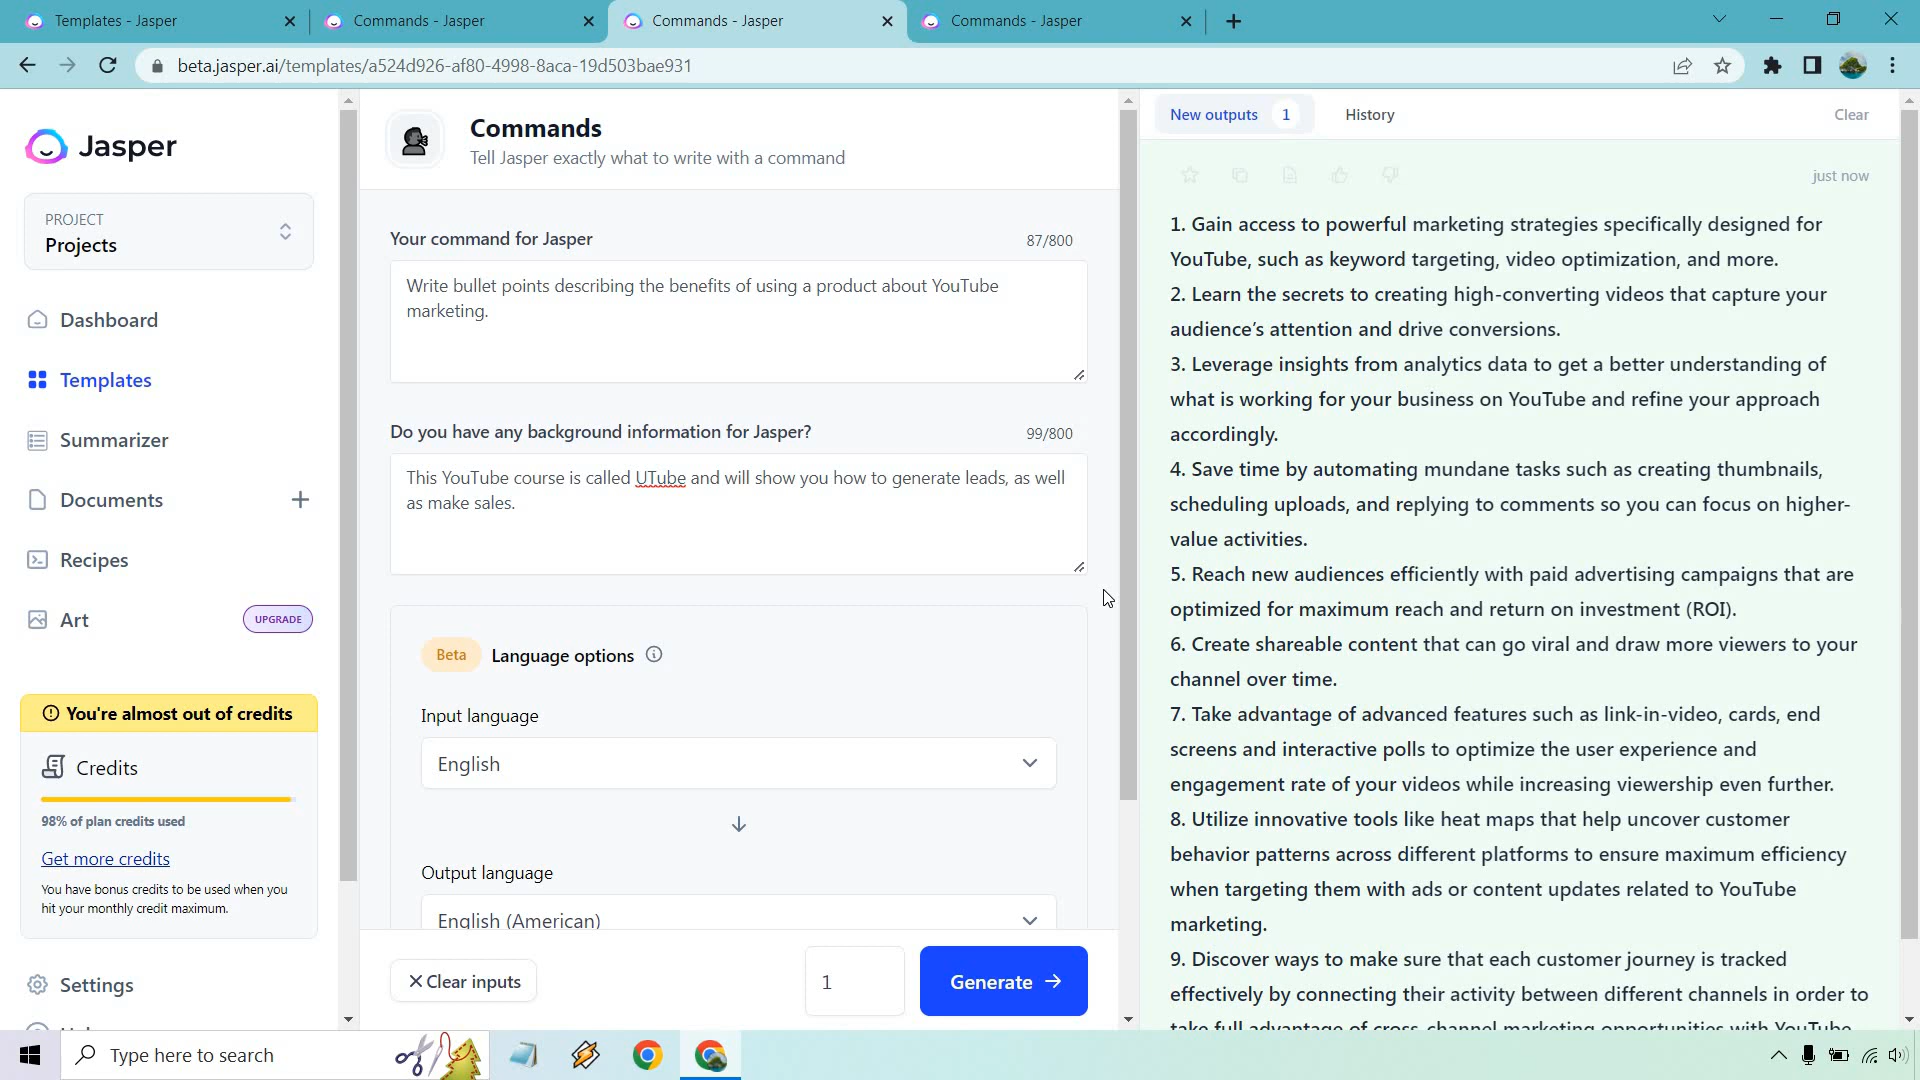 Templates - Jasper
Commands - Jasper
Commands - Jasper
Commands - Jasper
beta.jasper.ai/templates/a524d926-af80-4998-8aca-19d503bae931
Jasper
PROJECT
Projects
Dashboard
Templates
Summarizer
Documents
Recipes
Art
UPGRADE
You're almost out of credits
Credits
98% of plan credits used
Get more credits
You have bonus credits to be used when you
hit your monthly credit maximum.
Settings
Commands
Tell Jasper exactly what to write with a command
Your command for Jasper
87/800
Write bullet points describing the benefits of using a product about YouTube
marketing.
Do you have any background information for Jasper?
99/800
This YouTube course is called UTube and will show you how to generate leads, as well
as make sales.
Beta
Language options
Input language
English
Output language
English (American)
Clear inputs
1
Generate
New outputs 1
History
Clear
just now
1. Gain access to powerful marketing strategies specifically designed for
YouTube, such as keyword targeting, video optimization, and more.
2. Learn the secrets to creating high-converting videos that capture your
audience’s attention and drive conversions.
3. Leverage insights from analytics data to get a better understanding of
what is working for your business on YouTube and refine your approach
accordingly.
4. Save time by automating mundane tasks such as creating thumbnails,
scheduling uploads, and replying to comments so you can focus on higher-
value activities.
5. Reach new audiences efficiently with paid advertising campaigns that are
optimized for maximum reach and return on investment (ROI).
6. Create shareable content that can go viral and draw more viewers to your
channel over time.
7. Take advantage of advanced features such as link-in-video, cards, end
screens and interactive polls to optimize the user experience and
engagement rate of your videos while increasing viewership even further.
8. Utilize innovative tools like heat maps that help uncover customer
behavior patterns across different platforms to ensure maximum efficiency
when targeting them with ads or content updates related to YouTube
marketing.
9. Discover ways to make sure that each customer journey is tracked
effectively by connecting their activity between different channels in order to
take full advantage of cross-channel marketing opportunities with YouTube
Type here to search